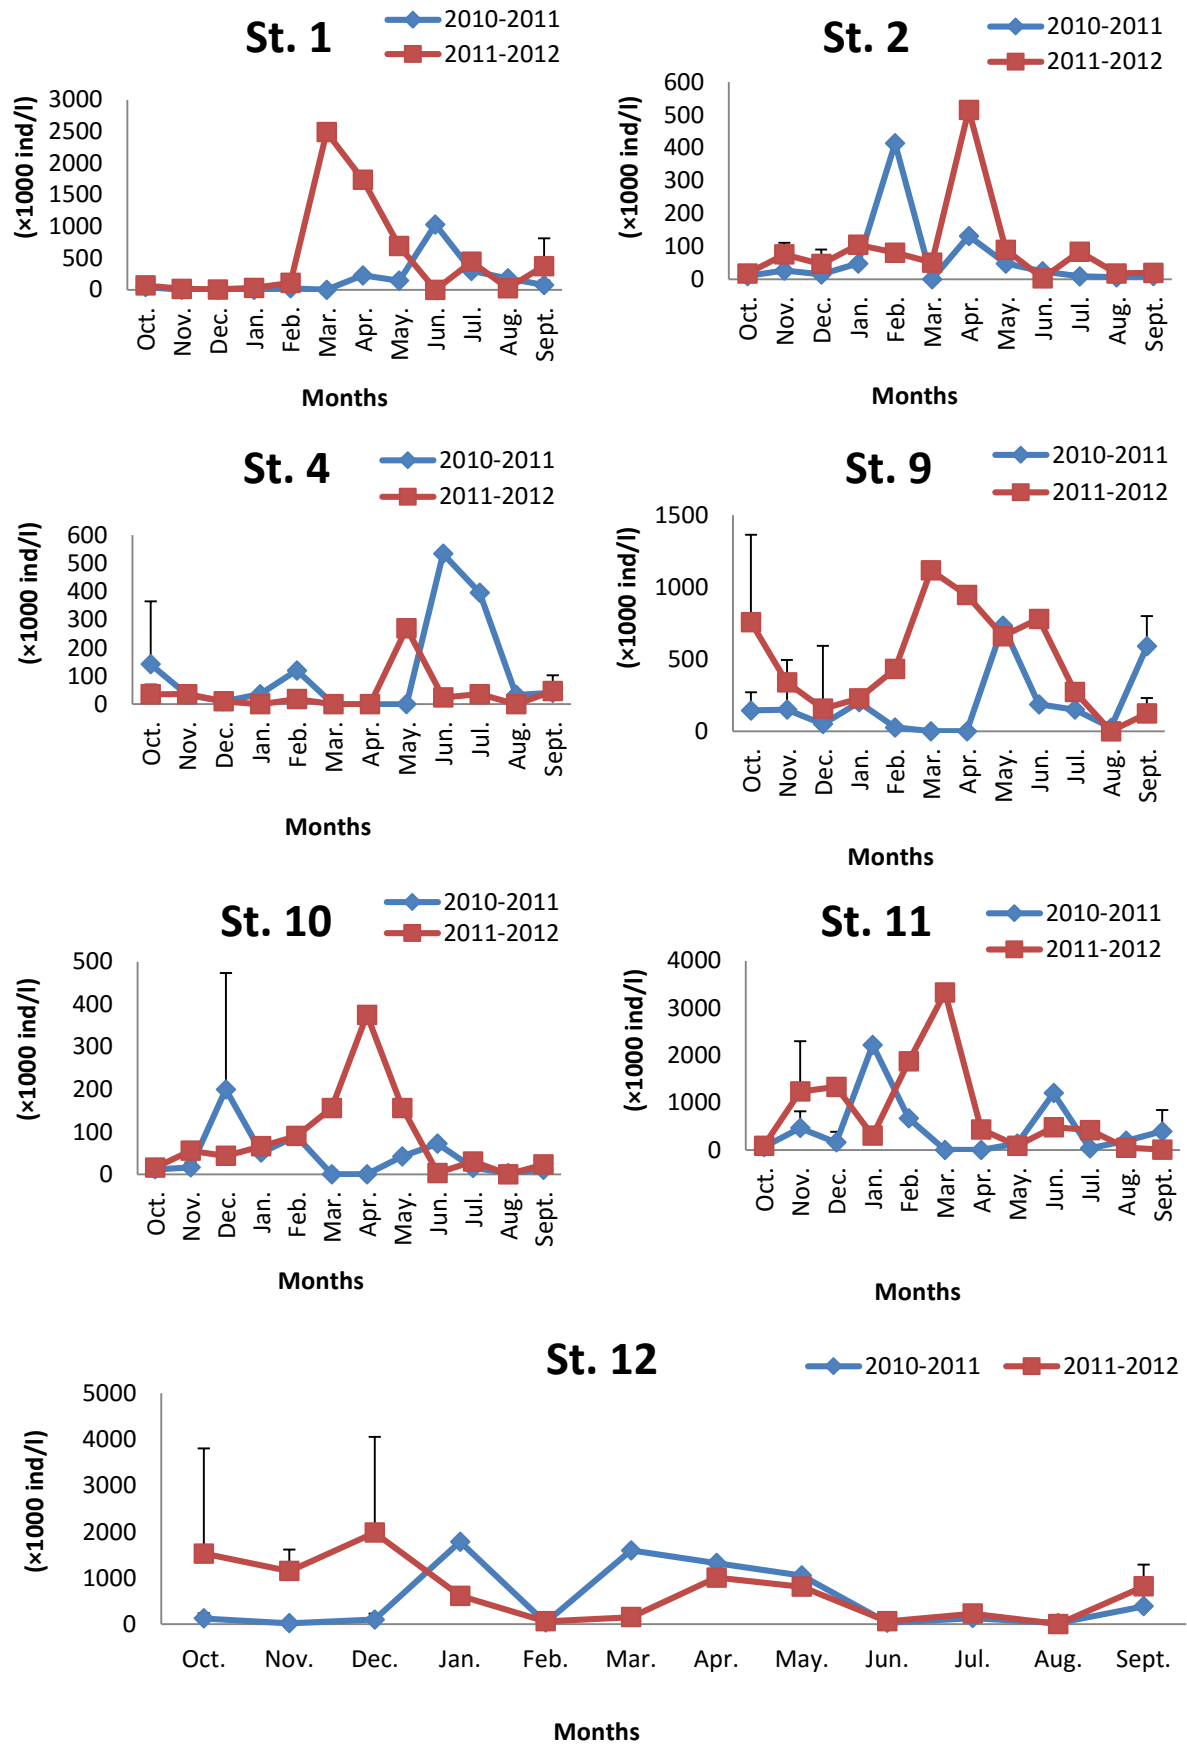 St. 1
2010-2011
2011-2012
(×1000 ind/l)
3000
2500
2000
1500
1000
500
0
Oct. Nov. Dec. Jan. Feb. Mar. Apr. May. Jun. Jul. Aug. Sept.
Months
St. 2
2010-2011
2011-2012
(×1000 ind/l)
600
500
400
300
200
100
0
Oct. Nov. Dec. Jan. Feb. Mar. Apr. May. Jun. Jul. Aug. Sept.
Months
St. 4
2010-2011
2011-2012
(×1000 ind/l)
600
500
400
300
200
100
0
Oct. Nov. Dec. Jan. Feb. Mar. Apr. May. Jun. Jul. Aug. Sept.
Months
St. 9
2010-2011
2011-2012
(×1000 ind/l)
1500
1000
500
0
Oct. Nov. Dec. Jan. Feb. Mar. Apr. May. Jun. Jul. Aug. Sept.
Months
St. 10
2010-2011
2011-2012
(×1000 ind/l)
500
400
300
200
100
0
Oct. Nov. Dec. Jan. Feb. Mar. Apr. May. Jun. Jul. Aug. Sept.
Months
St. 11
2010-2011
2011-2012
(×1000 ind/l)
4000
3000
2000
1000
0
Oct. Nov. Dec. Jan. Feb. Mar. Apr. May. Jun. Jul. Aug. Sept.
Months
St. 12
2010-2011 2011-2012
(×1000 ind/l)
5000
4000
3000
2000
1000
0
Oct. Nov. Dec. Jan. Feb. Mar. Apr. May. Jun. Jul. Aug. Sept.
Months